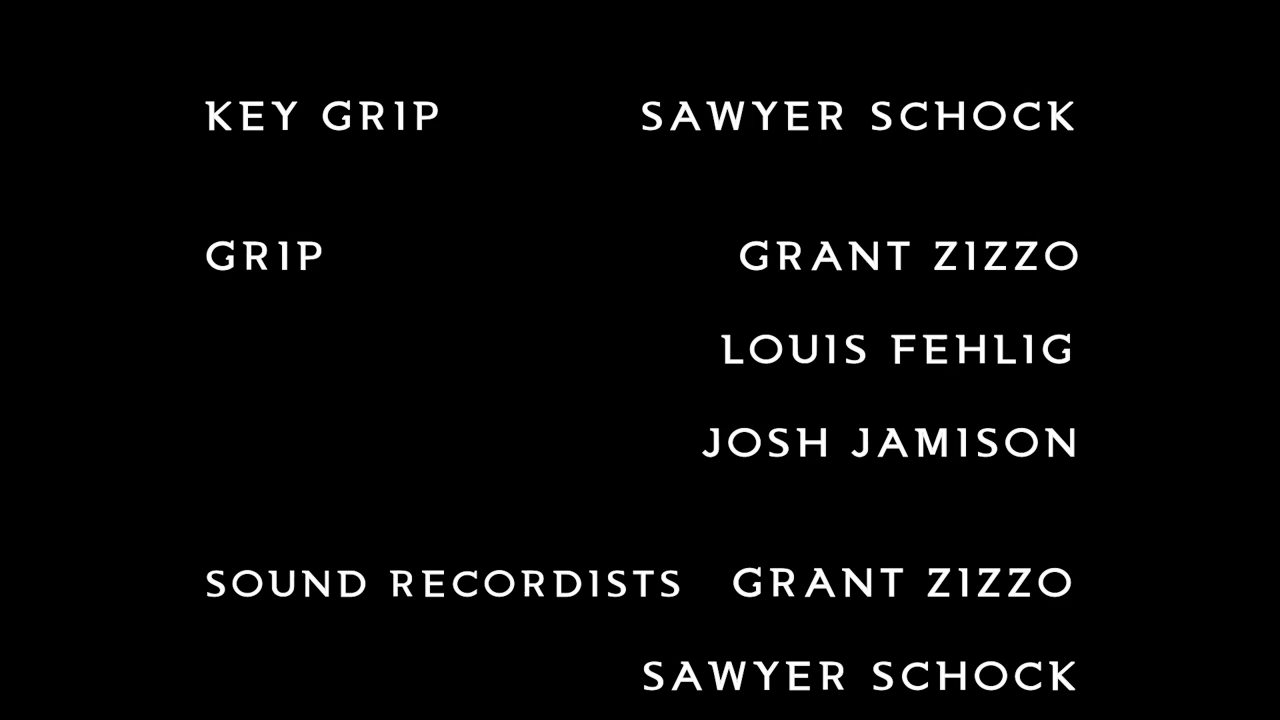 KEY GRIP SAWYER SCHOCK
GRIP GRANT ZIZZO
LOUIS FEHLIG
JOSH JAMISON
SOUND RECORDISTS GRANT ZIZZO
SAWYER SCHOCK